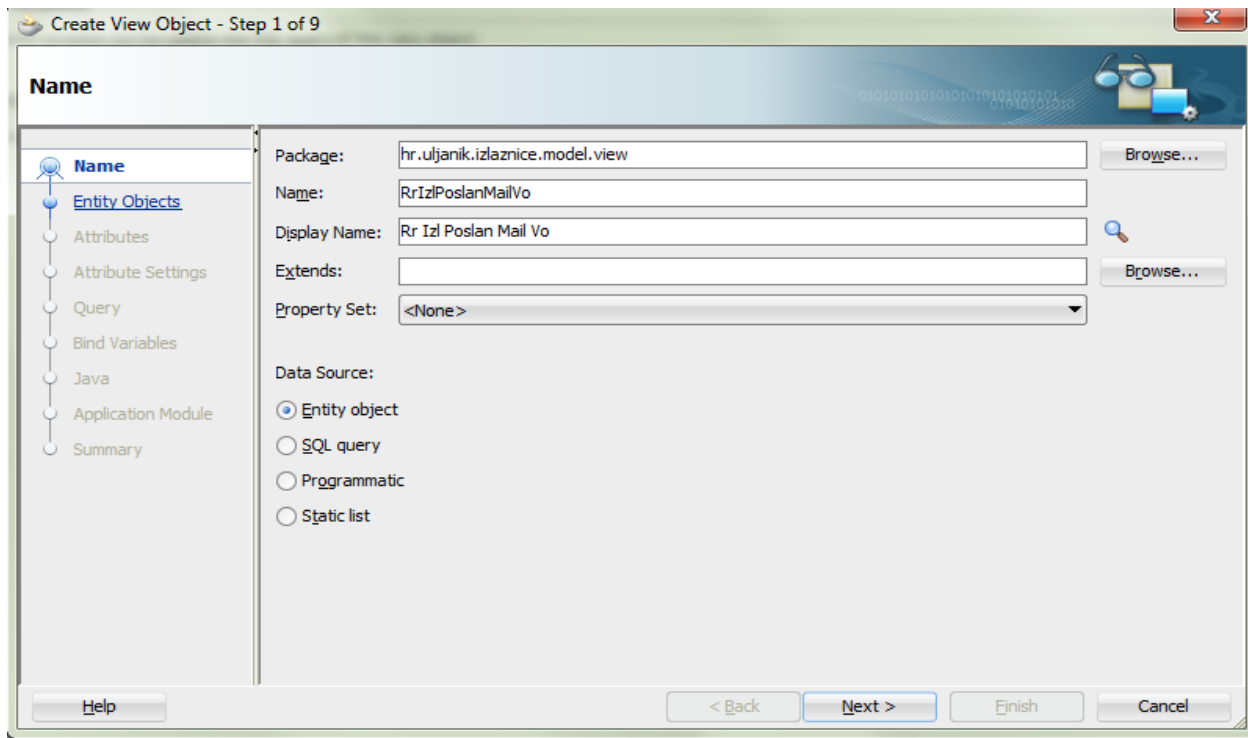 Create View Object - Step 1 of 9
Name
Name
Entity Objects
Attributes
Attribute Settings
Query
Bind Variables
Java
Application Module
Summary
Package: hr.uljanik.izlaznice.model.view Browse...
Name: RrIzlPoslanMailVo
Display Name: Rr Izl Poslan Mail Vo
Extends: Browse...
Property Set: <None>
Data Source:
Entity object
SQL query
Programmatic
Static list
Help < Back Next > Finish Cancel